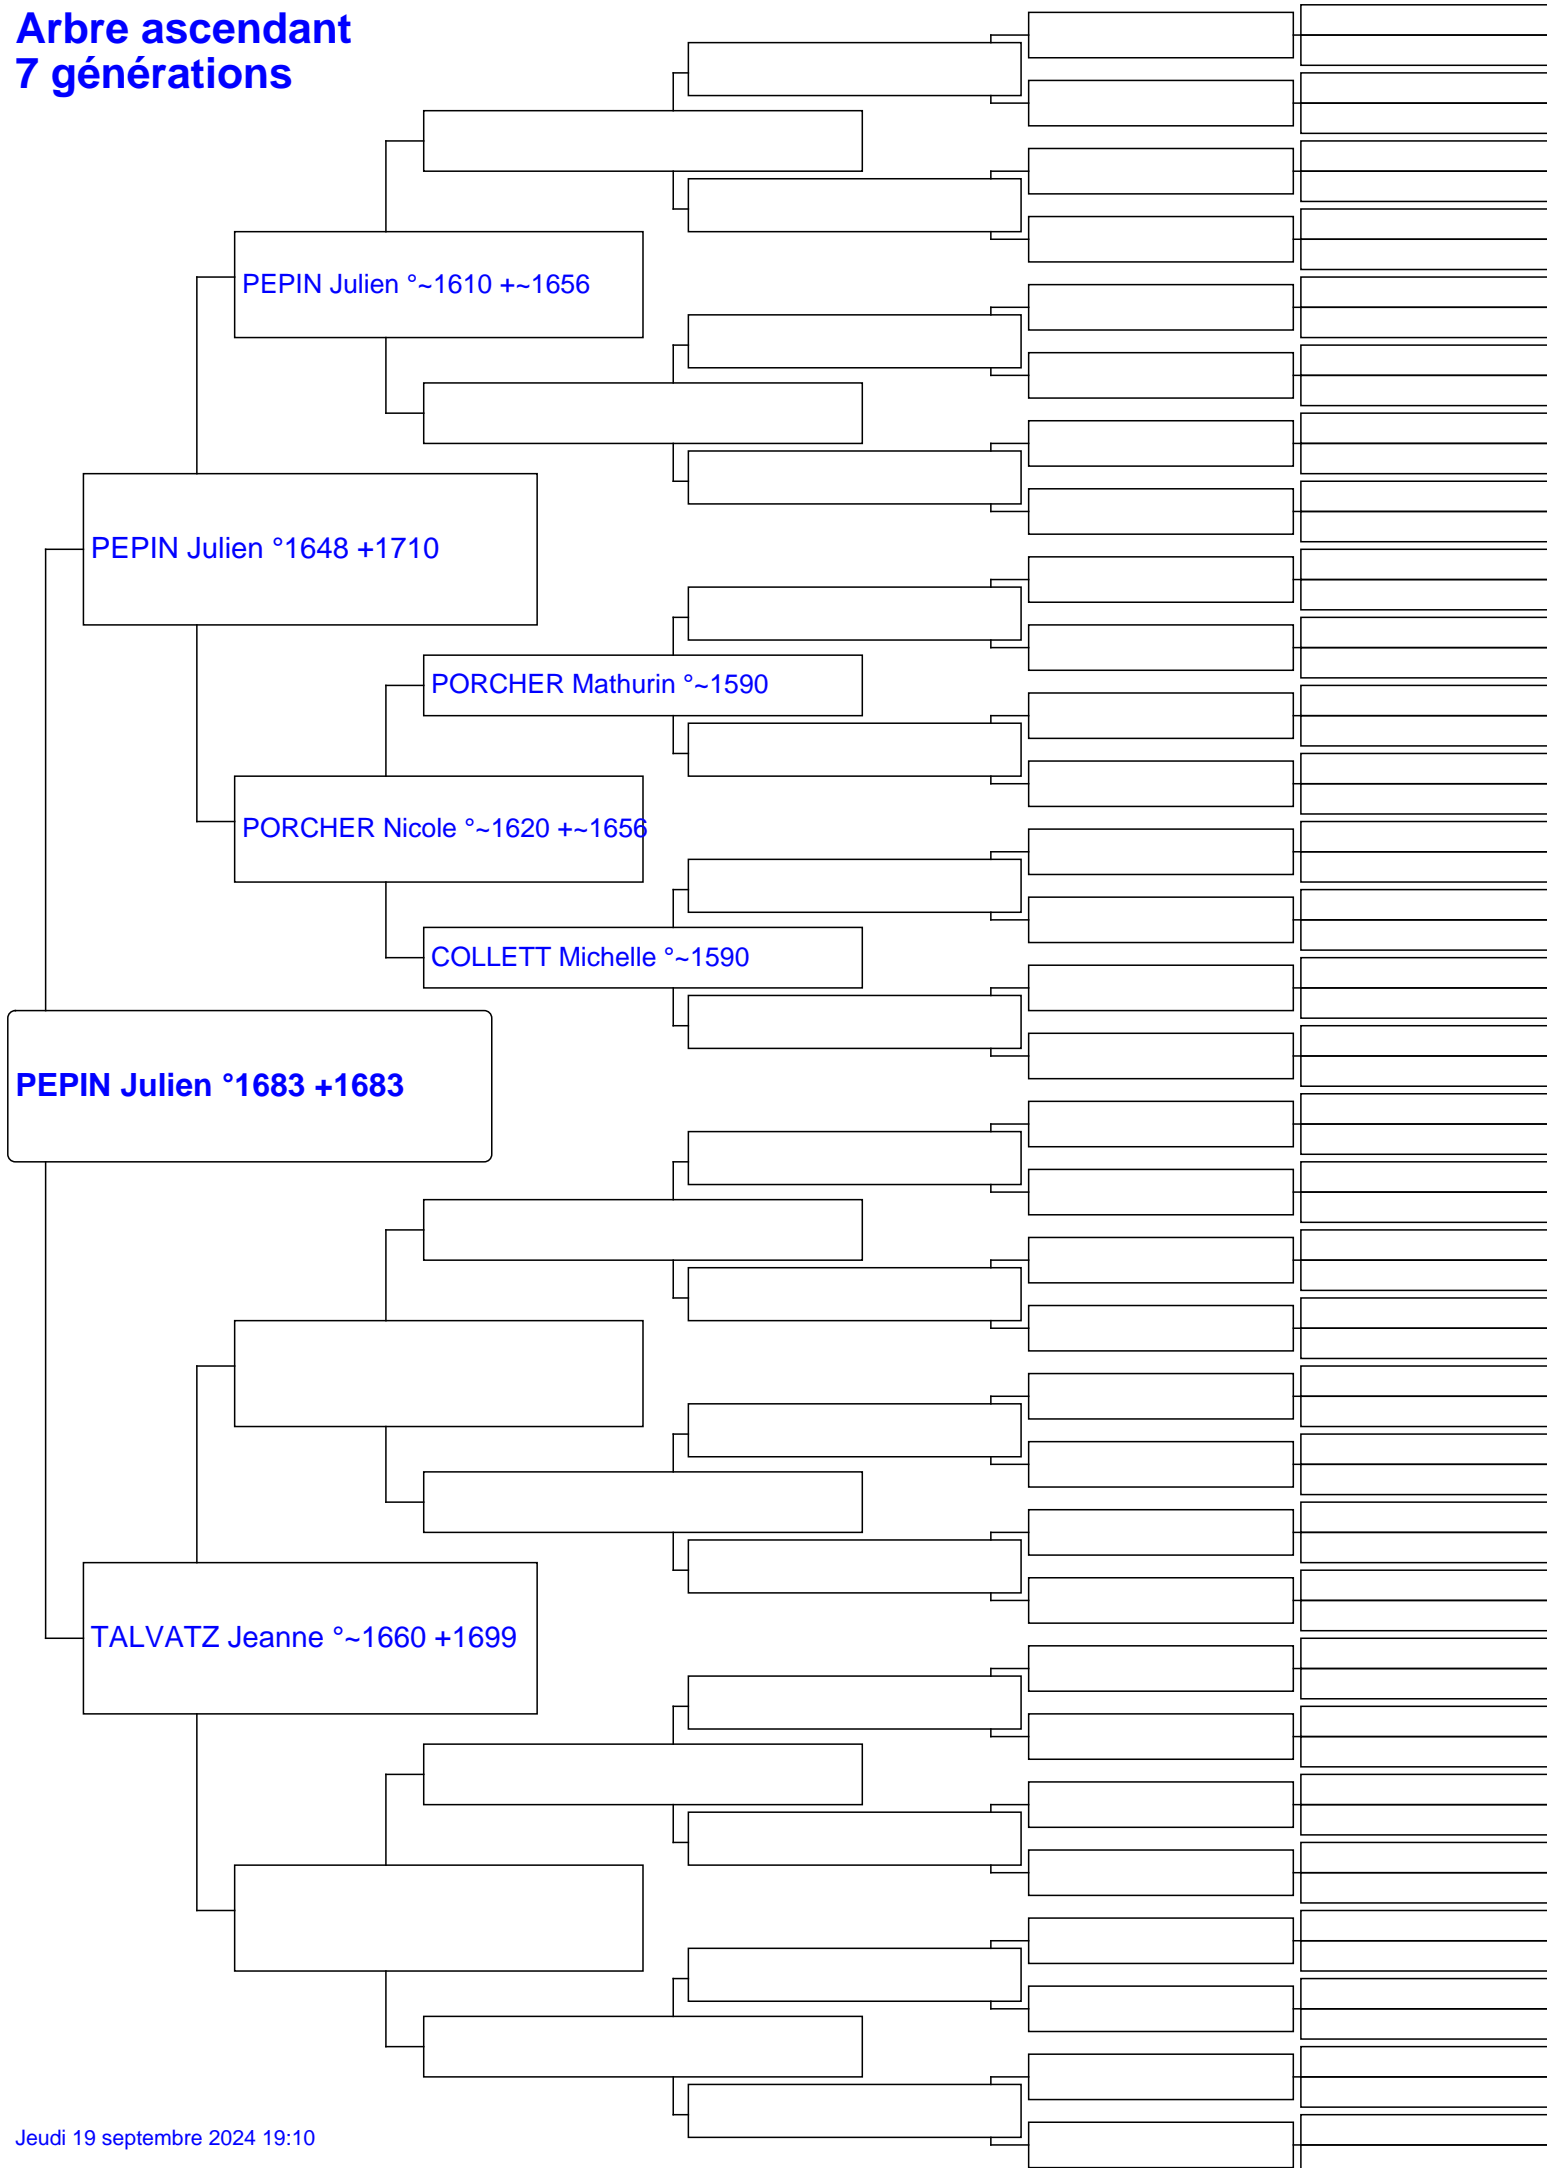 Arbre ascendant
7 générations
PEPIN Julien °~1610 +~1656
PEPIN Julien °1648 +1710
PORCHER Mathurin °~1590
PORCHER Nicole °~1620 +~1656
COLLETT Michelle °~1590
PEPIN Julien °1683 +1683
TALVATZ Jeanne °~1660 +1699
Jeudi 19 septembre 2024 19:10